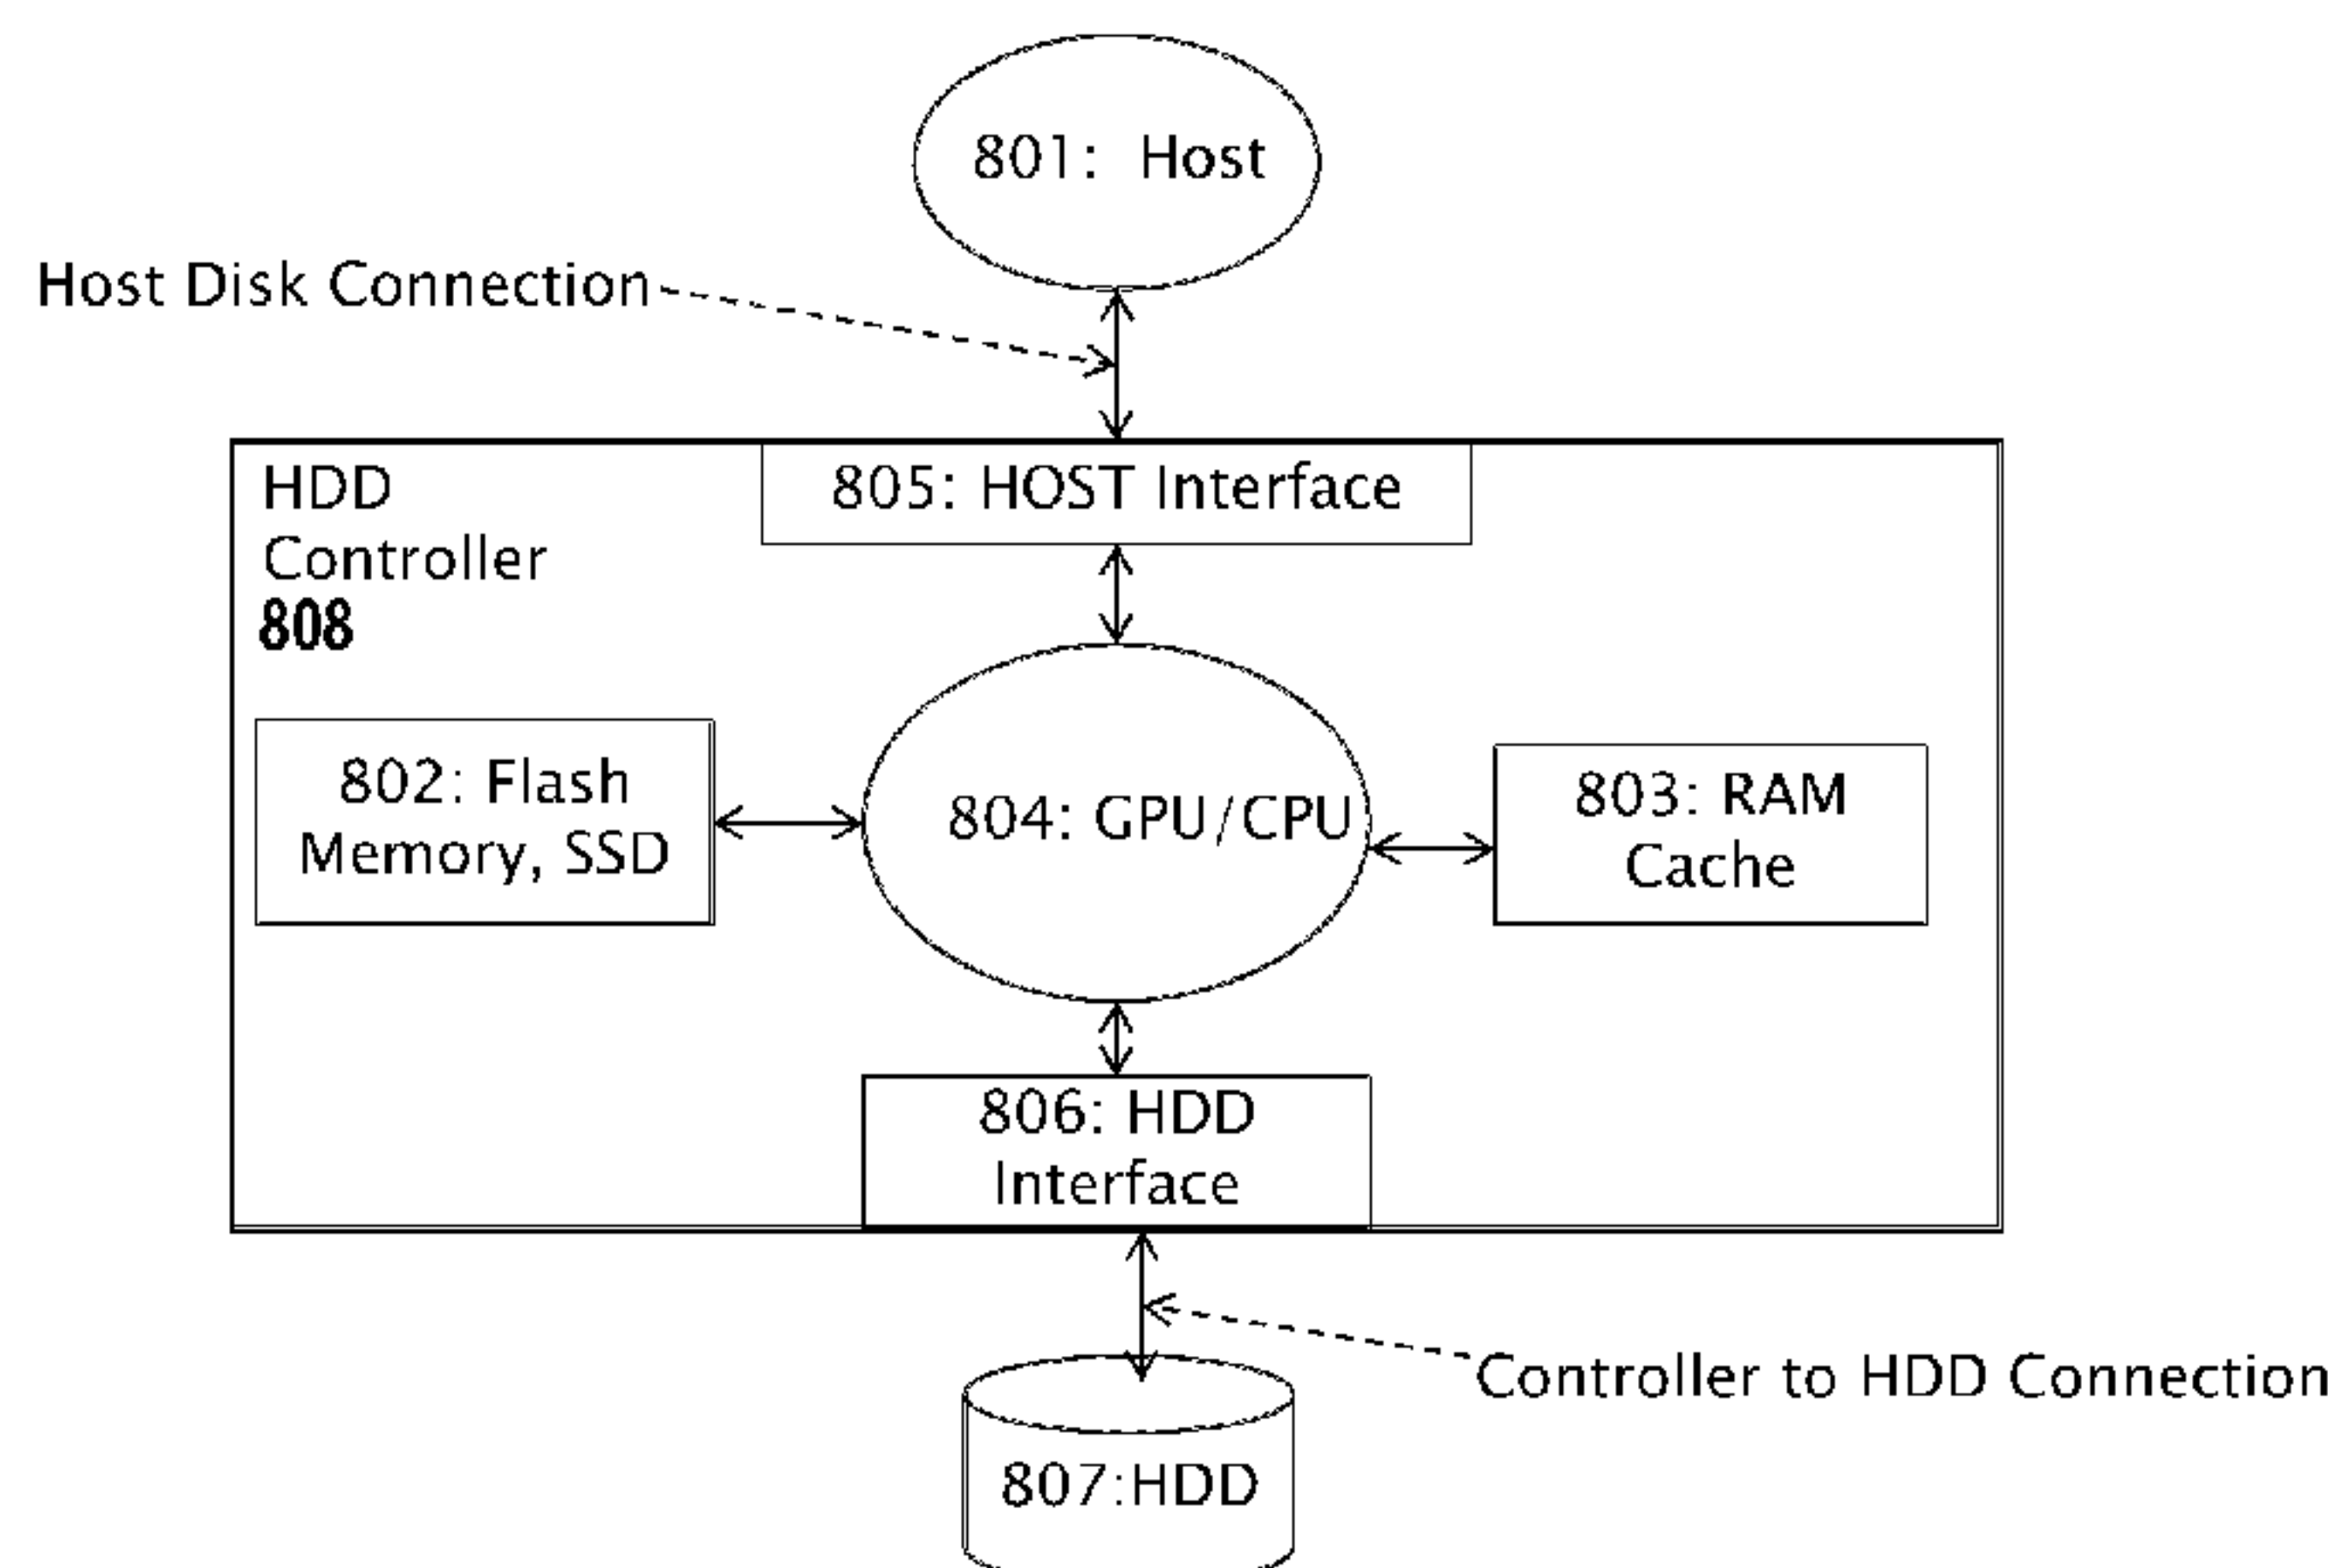 801: Host
Host Disk Connection
HDD
Controller
808
805: HOST Interface
802: Flash
Memory, SSD
804: GPU/CPU
803: RAM
Cache
806: HDD
Interface
Controller to HDD Connection
807:HDD